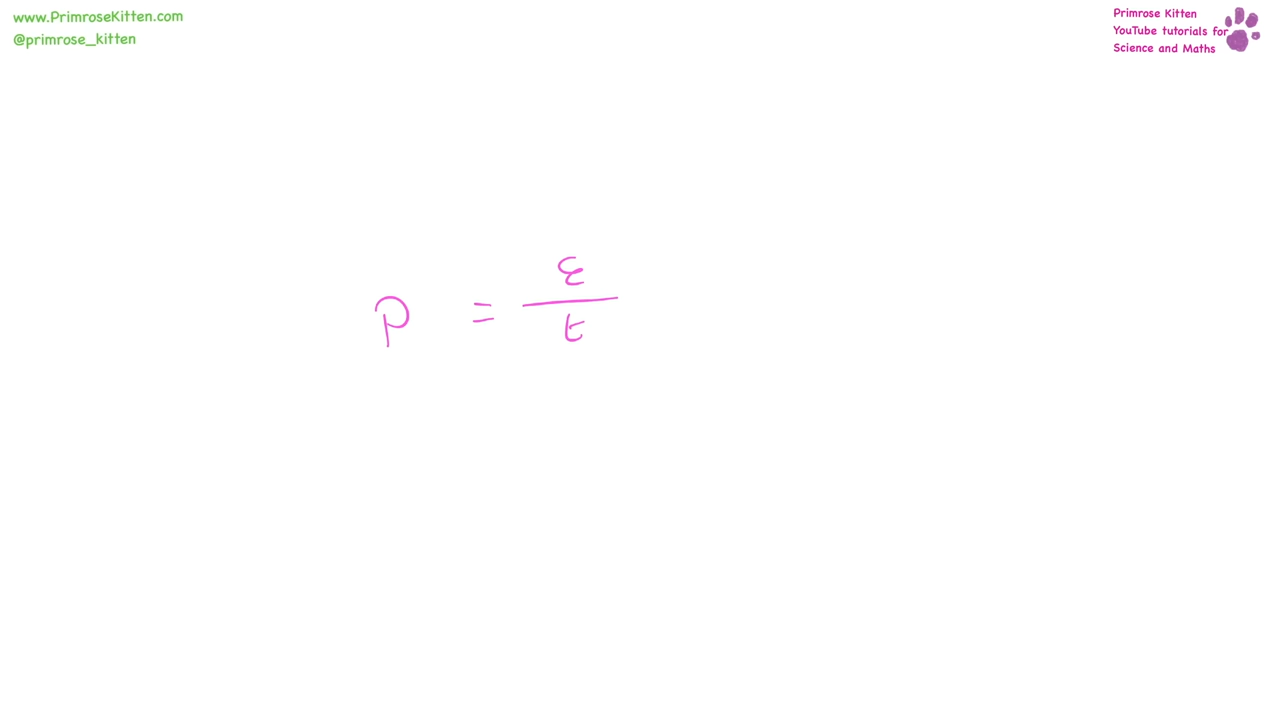 www.PrimroseKitten.com
@primrose_kitten
Primrose Kitten
YouTube tutorials for
Science and Maths
P = E / t